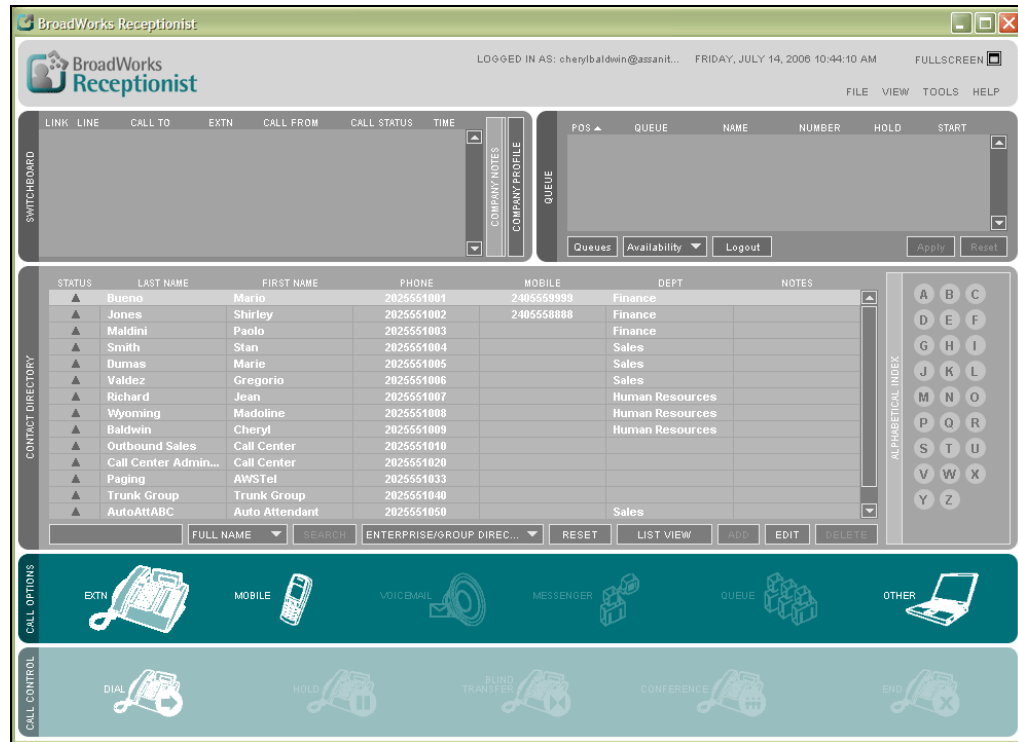 BroadWorks Receptionist
BroadWorks
Receptionist
LOGGED IN AS: cherylbaldwin@assanit... FRIDAY, JULY 14, 2006 10:44:10 AM FULLSCREEN
FILE VIEW TOOLS HELP
SWITCHBOARD
LINK LINE CALL TO EXTN CALL FROM CALL STATUS TIME
COMPANY NOTES
COMPANY PROFILE
QUEUE
POS QUEUE NAME NUMBER HOLD START
Queues Availability Logout Apply Reset
CONTACT DIRECTORY
STATUS LAST NAME FIRST NAME PHONE MOBILE DEPT NOTES
Bueno Mario 2025551001 2405559999 Finance
Jones Shirley 2025551002 2405558888 Finance
Maldini Paolo 2025551003 Finance
Smith Stan 2025551004 Sales
Dumas Marie 2025551005 Sales
Valdez Gregorio 2025551006 Sales
Richard Jean 2025551007 Human Resources
Wyoming Madoline 2025551008 Human Resources
Baldwin Cheryl 2025551009 Human Resources
Outbound Sales Call Center 2025551010
Call Center Admin... Call Center 2025551020
Paging AWSTel 2025551033
Trunk Group Trunk Group 2025551040
AutoAttABC Auto Attendant 2025551050 Sales
FULL NAME SEARCH ENTERPRISE/GROUP DIREC... RESET LIST VIEW ADD EDIT DELETE
ALPHABETICAL INDEX
A B C
D E F
G H I
J K L
M N O
P Q R
S T U
V W X
Y Z
CALL OPTIONS
EXTN MOBILE VOICEMAIL MESSENGER QUEUE OTHER
CALL CONTROL
DIAL HOLD BLIND TRANSFER CONFERENCE END